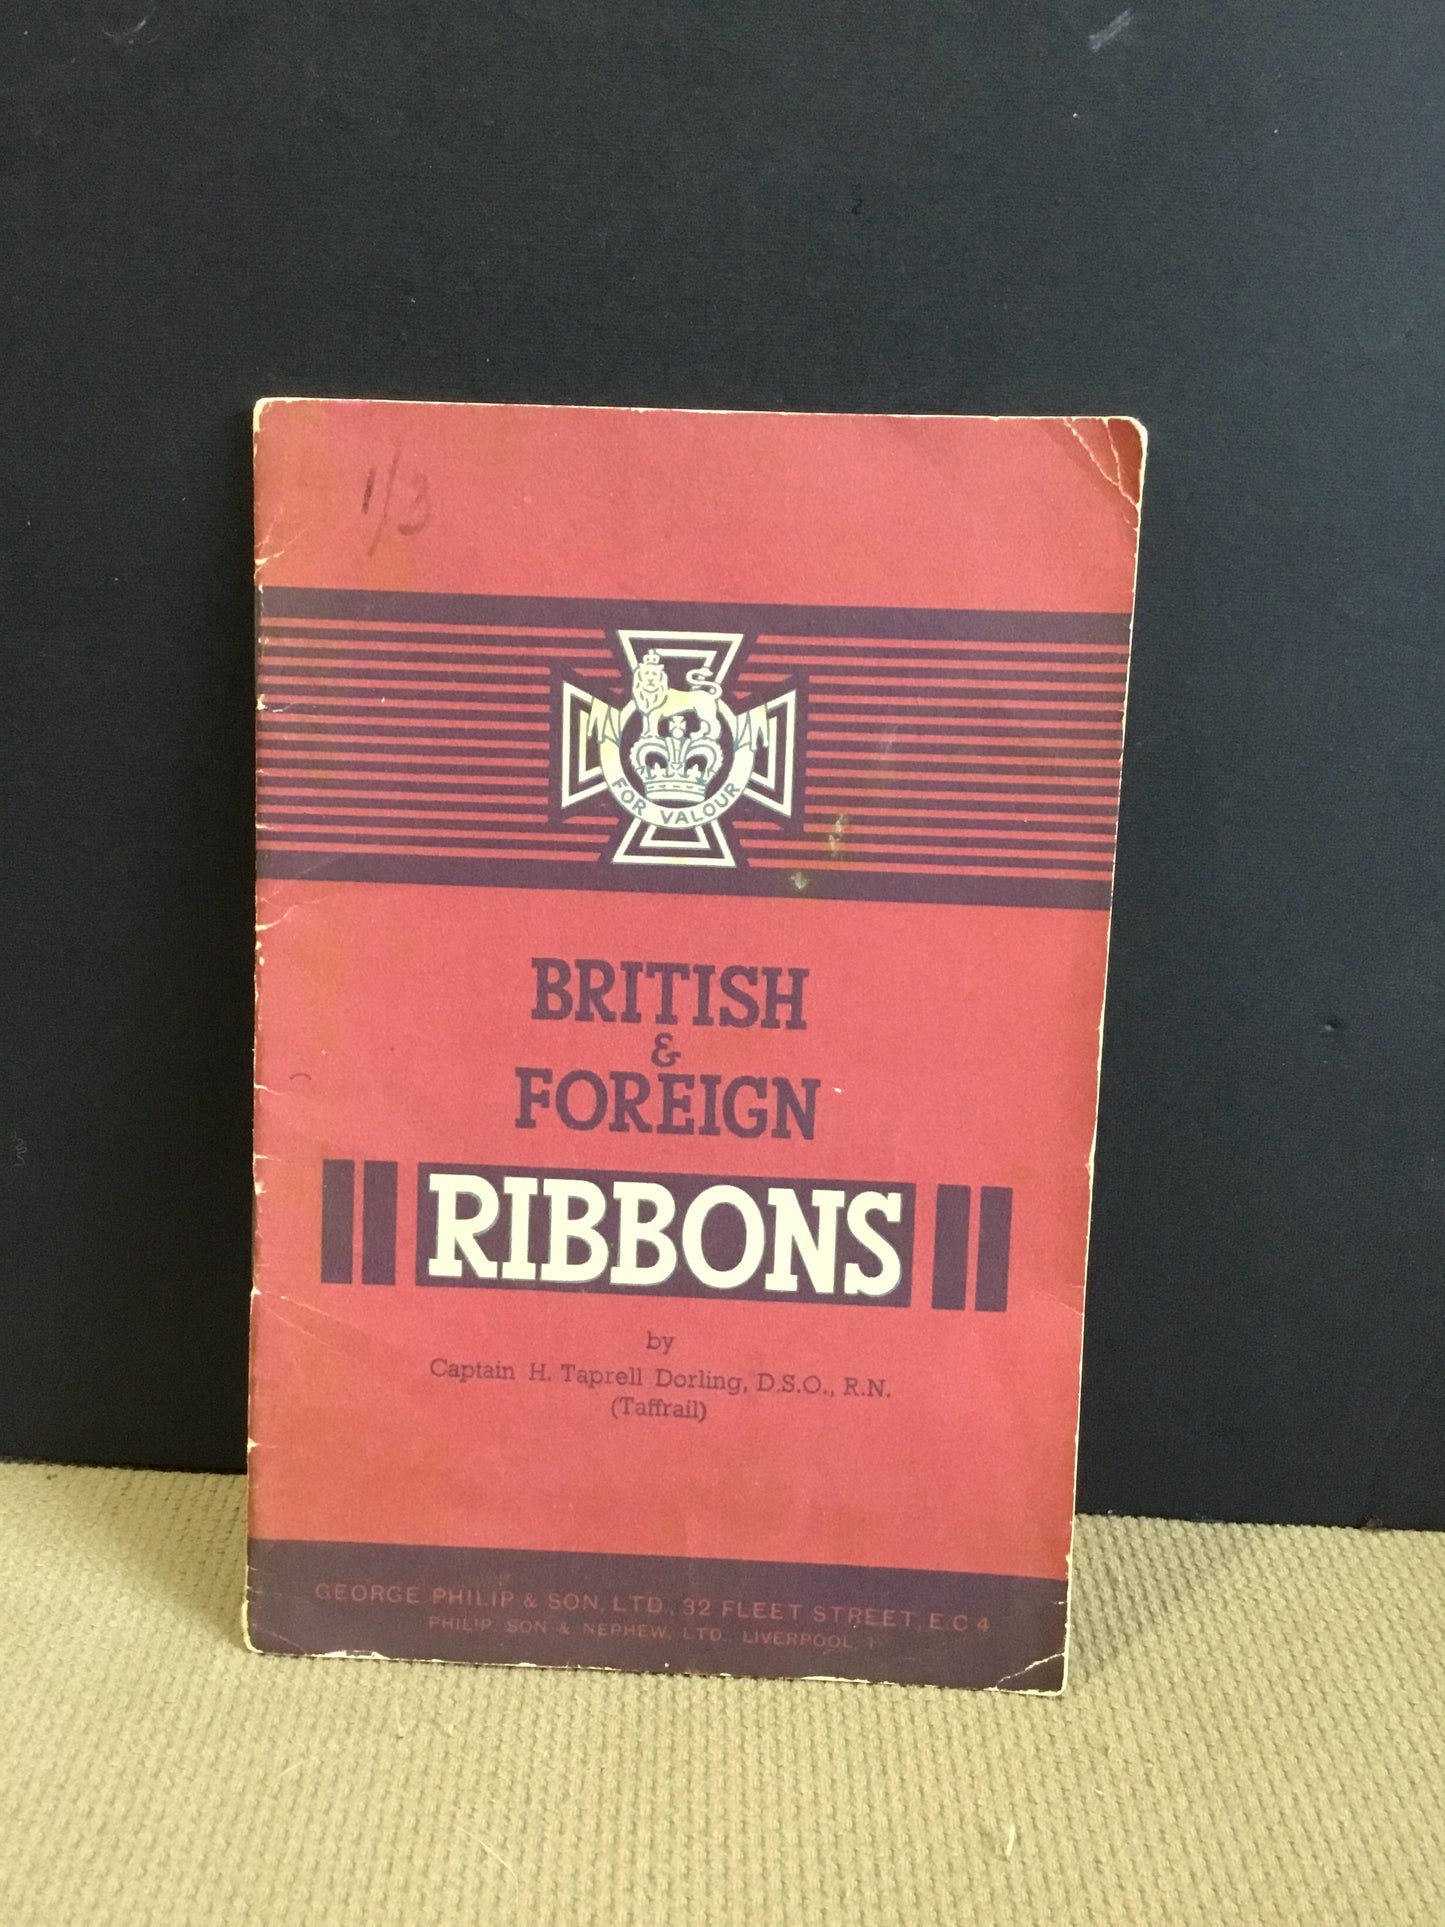 1/3
FOR VALOUR
BRITISH
&
FOREIGN
RIBBONS
by
Captain H. Taprell Dorling, D.S.O., R.N.
(Taffrail)
GEORGE PHILIP & SON, LTD., 32 FLEET STREET, E.C 4
PHILIP, SON & NEPHEW, LTD., LIVERPOOL, 1